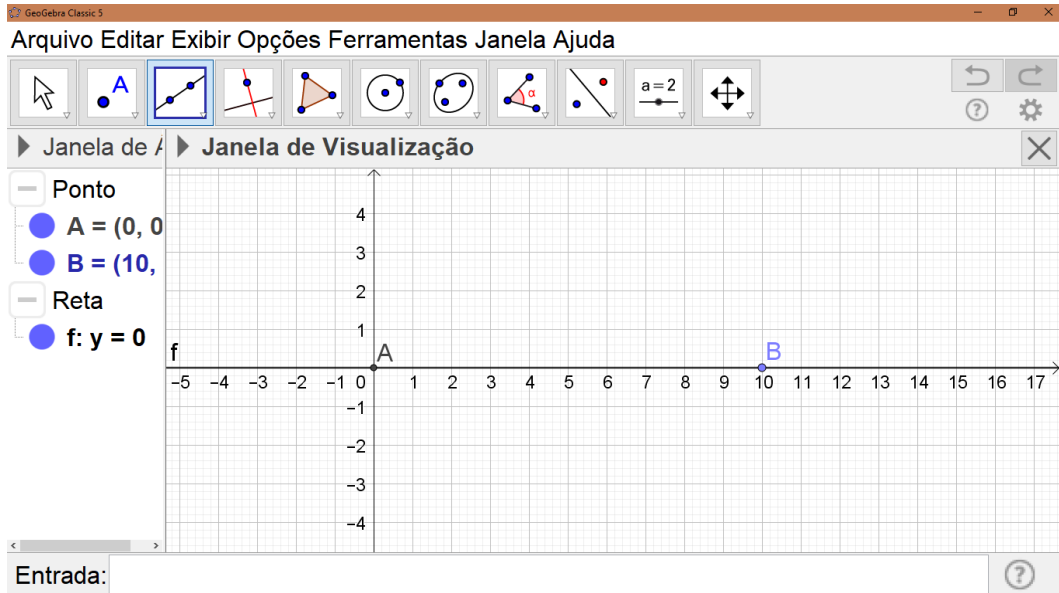 GeoGebra Classic 5
Arquivo Editar Exibir Opções Ferramentas Janela Ajuda
A
α
a = 2
Janela de A
Janela de Visualização
Ponto
A = (0, 0
B = (10,
Reta
f: y = 0
4
3
2
1
f
A
B
−5 −4 −3 −2 −1 0 1 2 3 4 5 6 7 8 9 10 11 12 13 14 15 16 17
−1
−2
−3
−4
Entrada:
?
?